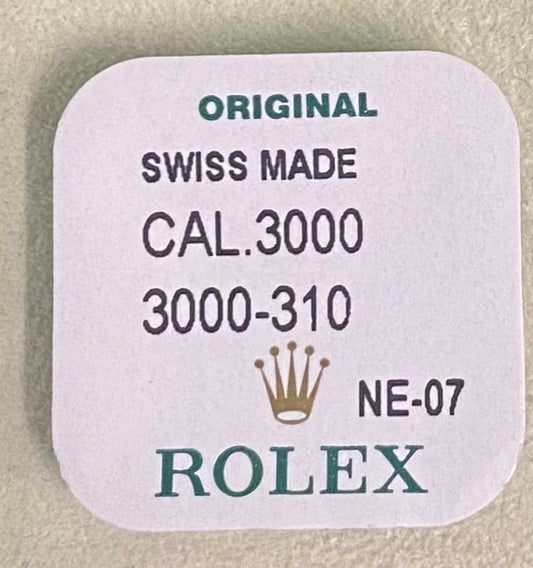 ORIGINAL
SWISS MADE
CAL.3000
3000-310
NE-07
ROLEX